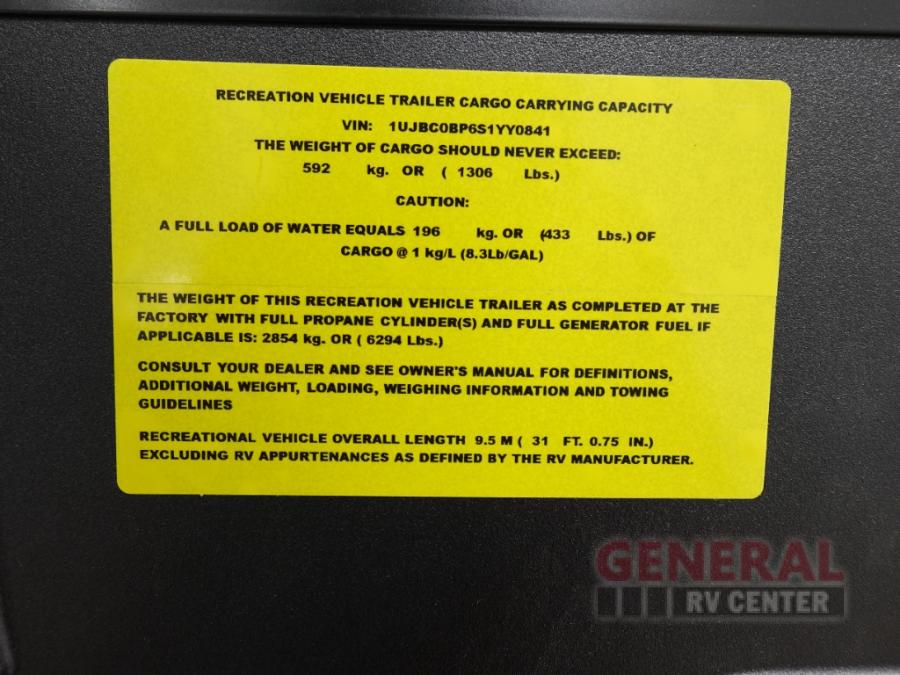 RECREATION VEHICLE TRAILER CARGO CARRYING CAPACITY
VIN: 1UJBC0BP6S1YY0841
THE WEIGHT OF CARGO SHOULD NEVER EXCEED:
592 kg. OR ( 1306 Lbs.)
CAUTION:
A FULL LOAD OF WATER EQUALS 196 kg. OR (433 Lbs.) OF
CARGO @ 1 kg/L (8.3Lb/GAL)
THE WEIGHT OF THIS RECREATION VEHICLE TRAILER AS COMPLETED AT THE
FACTORY WITH FULL PROPANE CYLINDER(S) AND FULL GENERATOR FUEL IF
APPLICABLE IS: 2854 kg. OR ( 6294 Lbs.)
CONSULT YOUR DEALER AND SEE OWNER'S MANUAL FOR DEFINITIONS,
ADDITIONAL WEIGHT, LOADING, WEIGHING INFORMATION AND TOWING
GUIDELINES
RECREATIONAL VEHICLE OVERALL LENGTH 9.5 M ( 31 FT. 0.75 IN.)
EXCLUDING RV APPURTENANCES AS DEFINED BY THE RV MANUFACTURER.
GENERAL
RV CENTER